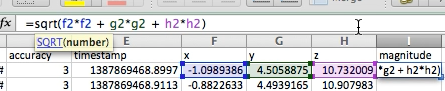 fx =sqrt(f2*f2 + g2*g2 + h2*h2)
SQRT(number)
E F G H I
accuracy timestamp x y z magnitude
# 3 1387869468.8997 -1.0989386 4.5058875 10.732009 *g2 + h2*h2)
# 3 1387869468.9113 -0.8822633 4.4939165 10.907983